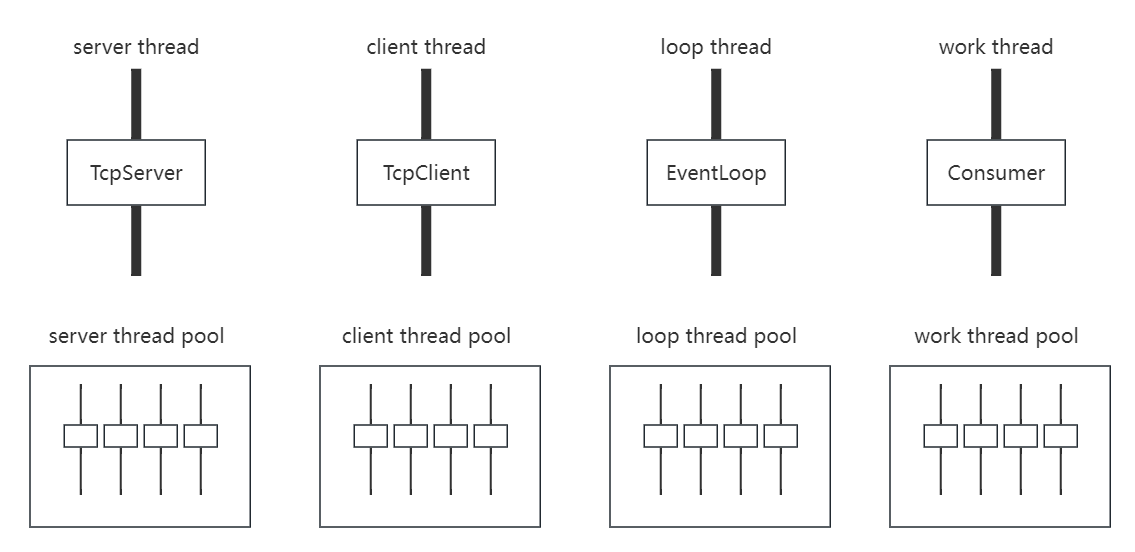 server thread
client thread
loop thread
work thread
TcpServer
TcpClient
EventLoop
Consumer
server thread pool
client thread pool
loop thread pool
work thread pool